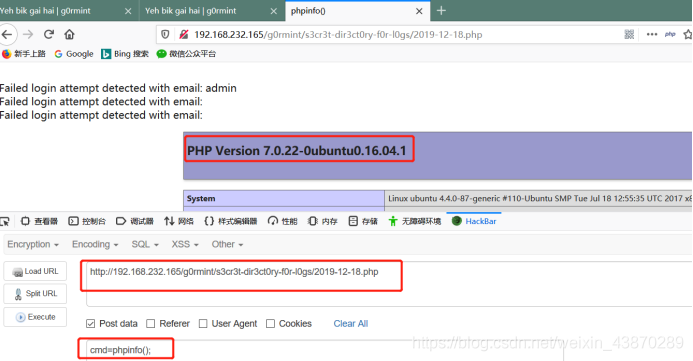 Yeh bik gai hai | g0rmint
Yeh bik gai hai | g0rmint
phpinfo()
192.168.232.165/g0rmint/s3cr3t-dir3ct0ry-f0r-l0gs/2019-12-18.php
php
新手上路 Google Bing 搜索 微信公众平台
Failed login attempt detected with email: admin
Failed login attempt detected with email:
Failed login attempt detected with email:
PHP Version 7.0.22-0ubuntu0.16.04.1
System Linux ubuntu 4.4.0-87-generic #110-Ubuntu SMP Tue Jul 18 12:55:35 UTC 2017 x8
查看器 控制台 调试器 网络 样式编辑器 性能 内存 存储 无障碍环境 HackBar
Encryption Encoding SQL XSS Other
Load URL http://192.168.232.165/g0rmint/s3cr3t-dir3ct0ry-f0r-l0gs/2019-12-18.php
Split URL
Execute
Post data Referer User Agent Cookies Clear All
https://blog.csdn.net/weixin_43870289
cmd=phpinfo();